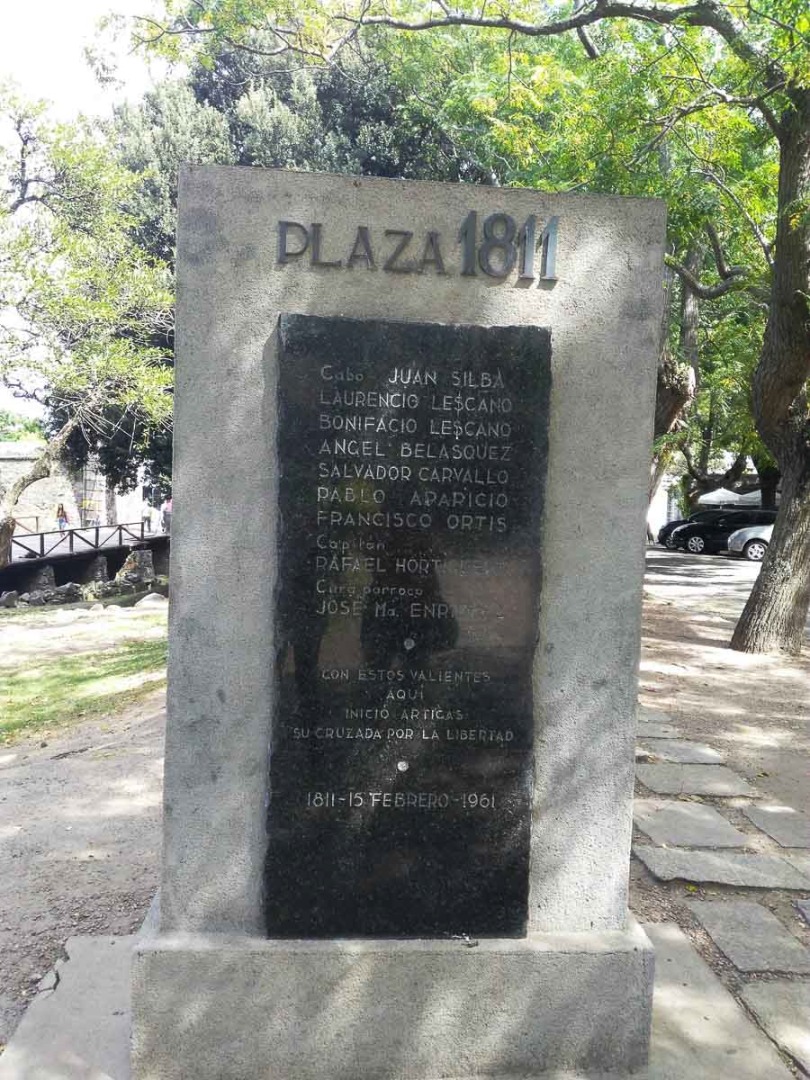 PLAZA 1811
Cabo JUAN SILBA
LAURENCIO LESCANO
BONIFACIO LESCANO
ANGEL BELASQUEZ
SALVADOR CARVALLO
PABLO APARICIO
FRANCISCO ORTIS
Capitan
RAFAEL
Cura parroco
JOSE Ma.
CON ESTOS VALIENTES
AQUÍ
INICIO ARTIGAS
SU CRUZADA POR LA LIBERTAD
1811-15 FEBRERO-1961